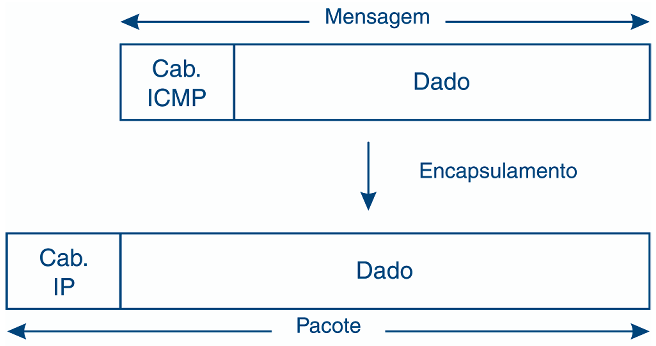 Mensagem
Cab.
ICMP
Dado
Encapsulamento
Cab.
IP
Dado
Pacote